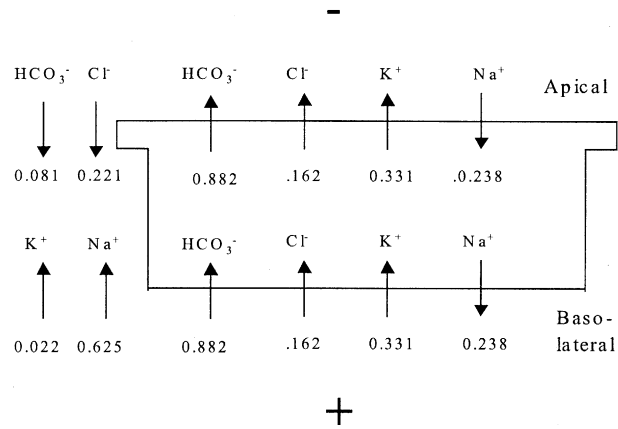 -
HCO₃⁻ Cl⁻ HCO₃⁻ Cl⁻ K⁺ Na⁺ Apical
0.081 0.221 0.882 .162 0.331 .0.238
K⁺ Na⁺ HCO₃⁻ Cl⁻ K⁺ Na⁺
0.022 0.625 0.882 .162 0.331 0.238 Baso-
lateral
+